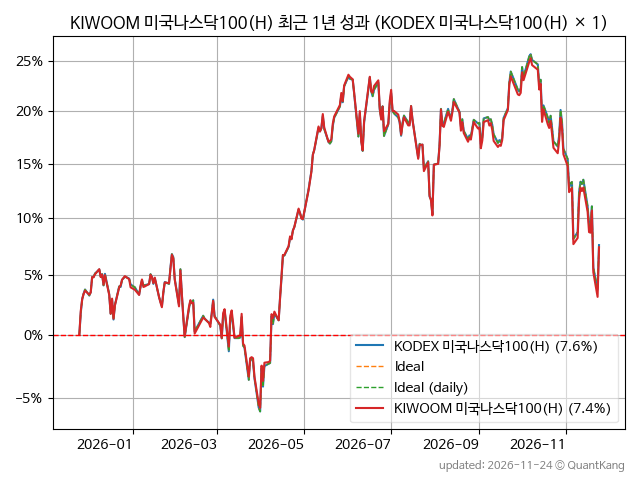 KIWOOM 미국나스닥100(H) 최근 1년 성과 (KODEX 미국나스닥100(H) × 1)
25%
20%
15%
10%
5%
0%
−5%
KODEX 미국나스닥100(H) (7.6%)
Ideal
Ideal (daily)
KIWOOM 미국나스닥100(H) (7.4%)
2026-01 2026-03 2026-05 2026-07 2026-09 2026-11
updated: 2026-11-24 © QuantKang